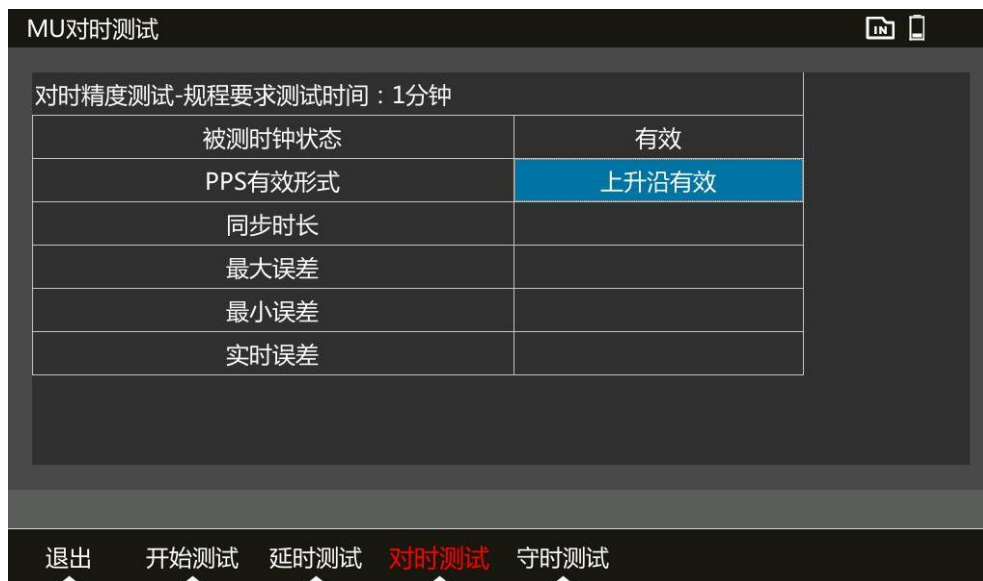 MU对时测试
IN
对时精度测试-规程要求测试时间：1分钟
被测时钟状态 有效
PPS有效形式 上升沿有效
同步时长
最大误差
最小误差
实时误差
退出 开始测试 延时测试 对时测试 守时测试